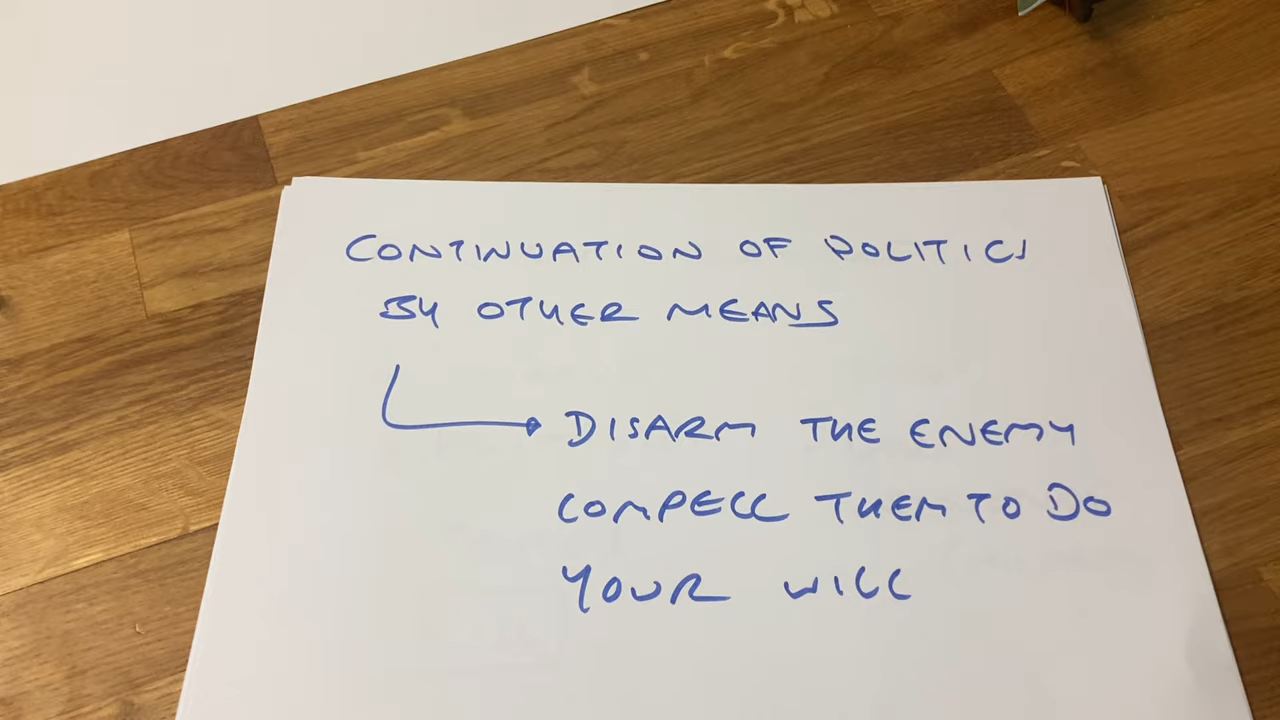 CONTINUATION OF POLITICS
BY OTHER MEANS
DISARM THE ENEMY
COMPELL THEM TO DO
YOUR WILL